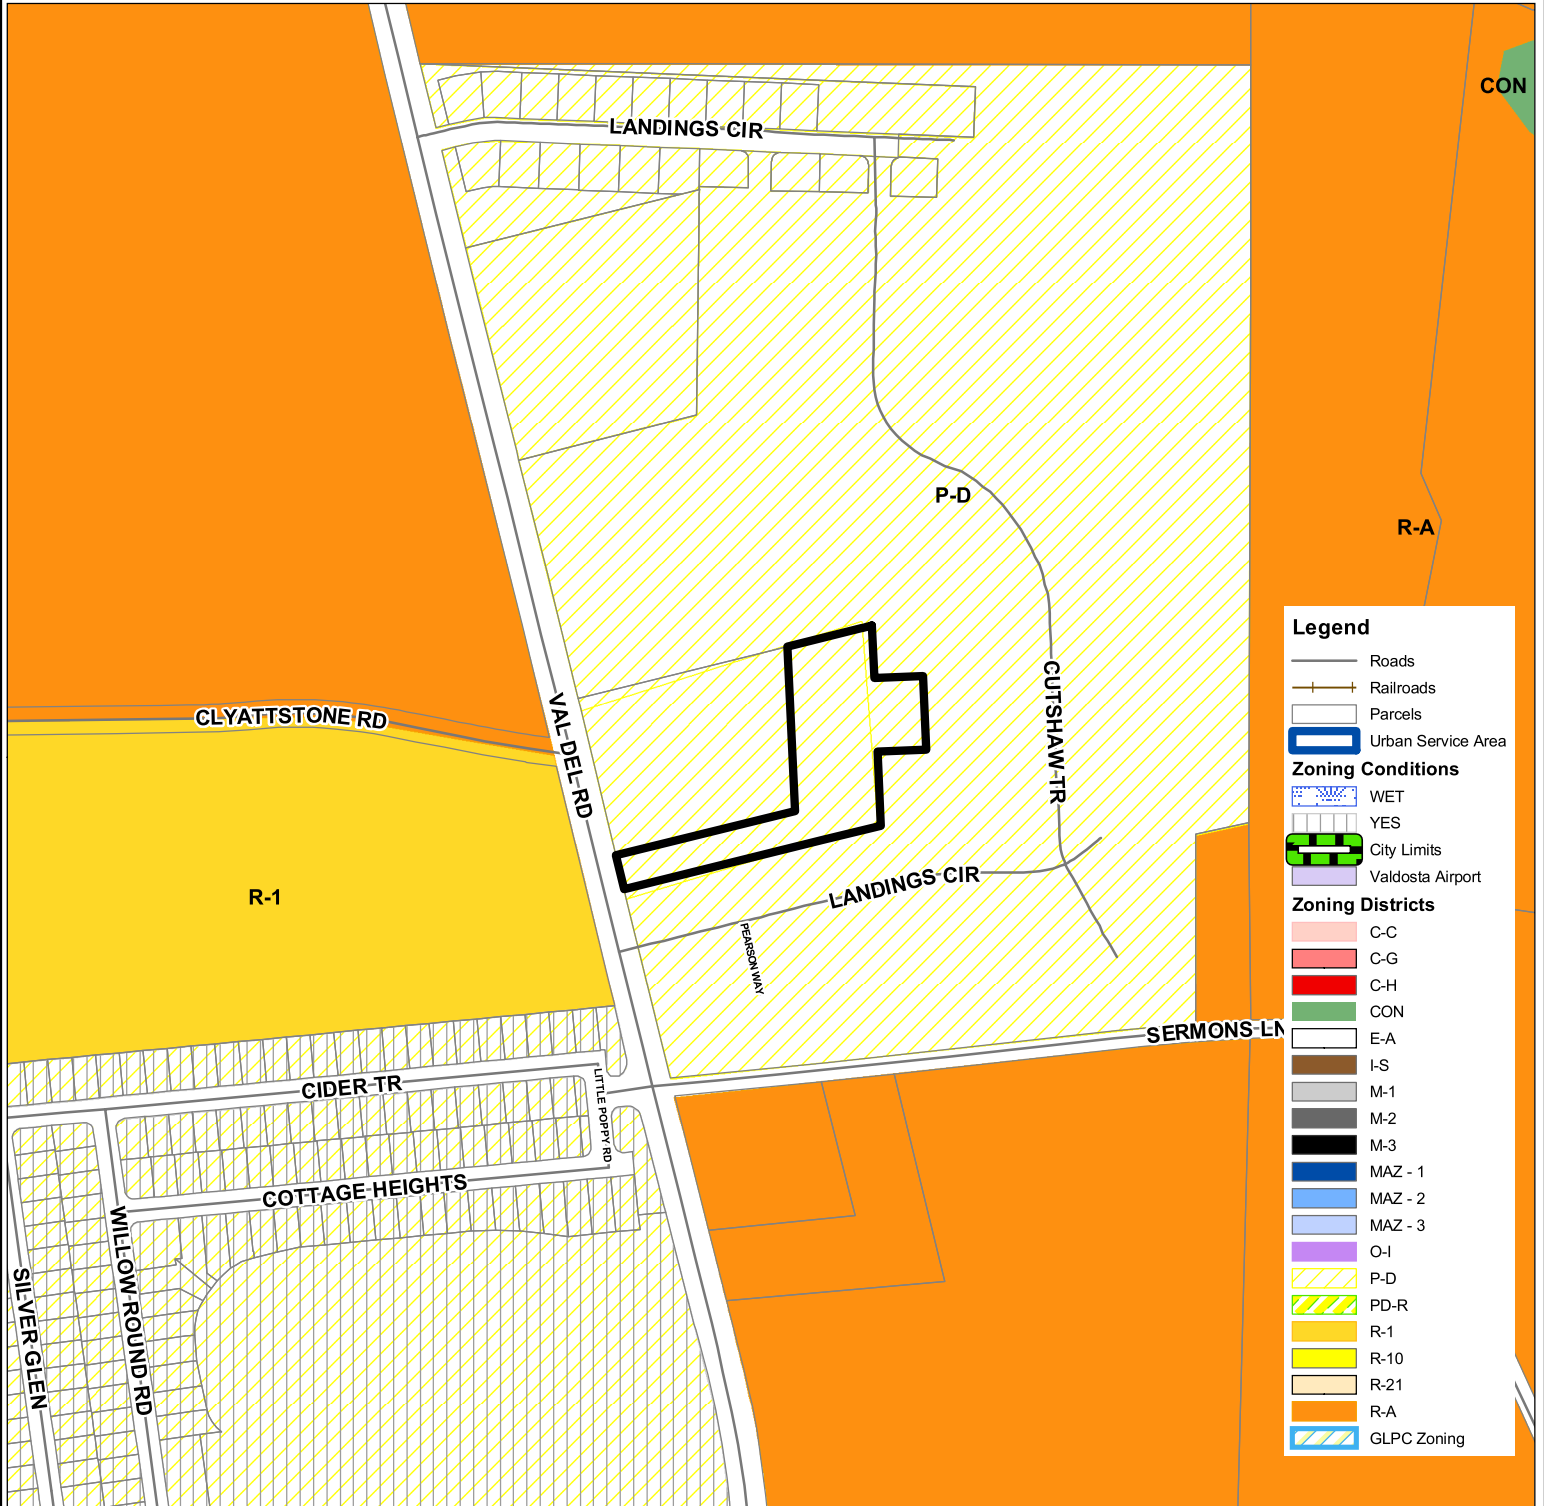 CON
LANDINGS CIR
P-D
R-A
CLYATTSTONE RD
VAL DEL RD
CUTSHAW TR
R-1
LANDINGS CIR
PEARSON WAY
SERMONS LN
CIDER TR
LITTLE POPPY RD
COTTAGE HEIGHTS
WILLOW ROUND RD
SILVER GLEN
Legend
Roads
Railroads
Parcels
Urban Service Area
Zoning Conditions
WET
YES
City Limits
Valdosta Airport
Zoning Districts
C-C
C-G
C-H
CON
E-A
I-S
M-1
M-2
M-3
MAZ - 1
MAZ - 2
MAZ - 3
O-I
P-D
PD-R
R-1
R-10
R-21
R-A
GLPC Zoning